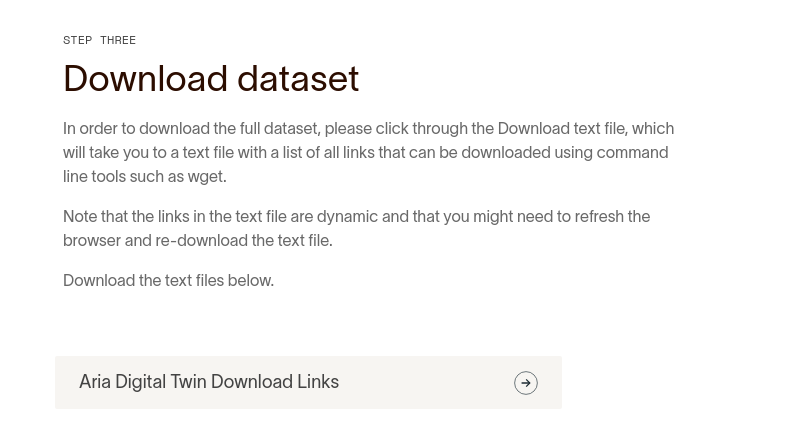 STEP THREE
Download dataset
In order to download the full dataset, please click through the Download text file, which
will take you to a text file with a list of all links that can be downloaded using command
line tools such as wget.
Note that the links in the text file are dynamic and that you might need to refresh the
browser and re-download the text file.
Download the text files below.
Aria Digital Twin Download Links